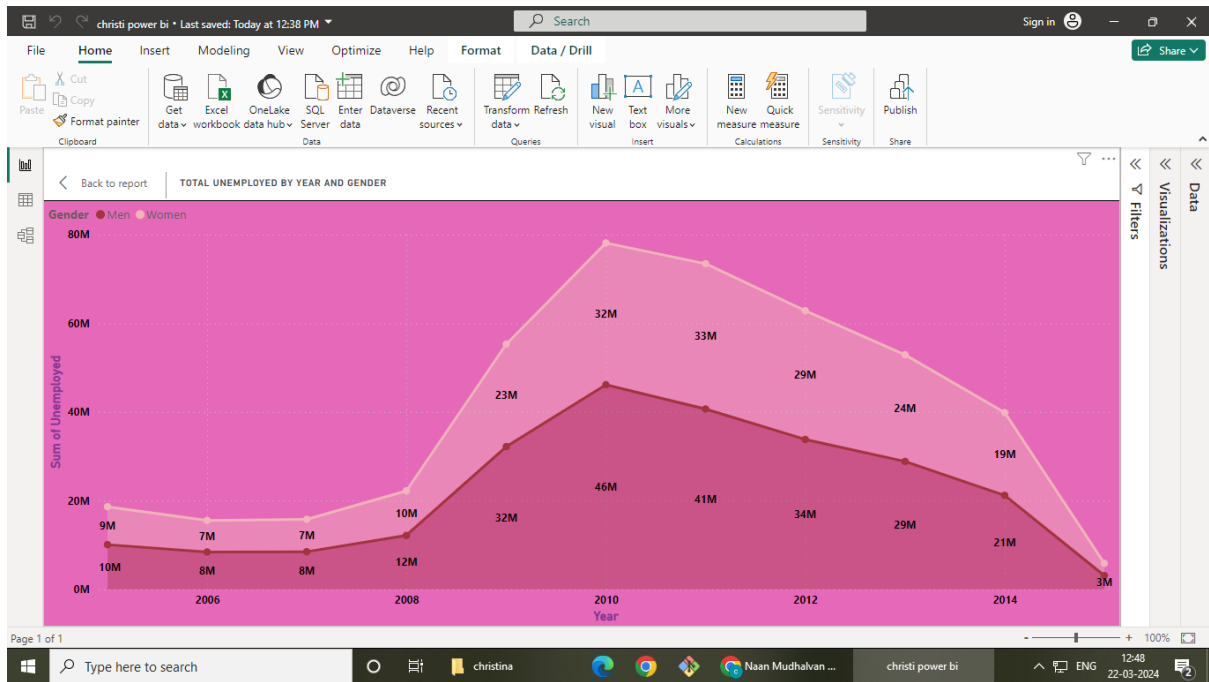 christi power bi • Last saved: Today at 12:38 PM
Search
Sign in
File Home Insert Modeling View Optimize Help Format Data / Drill
Share
Paste
Cut
Copy
Format painter
Clipboard
Get data
Excel workbook
OneLake data hub
SQL Server
Enter data
Dataverse
Recent sources
Data
Transform data
Refresh
Queries
New visual
Text box
More visuals
Insert
New measure
Quick measure
Calculations
Sensitivity
Sensitivity
Publish
Share
Back to report
TOTAL UNEMPLOYED BY YEAR AND GENDER
Gender Men Women
80M
60M
40M
20M
0M
Sum of Unemployed
9M
7M
7M
10M
23M
32M
33M
29M
24M
19M
10M
8M
8M
12M
32M
46M
41M
34M
29M
21M
3M
2006 2008 2010 2012 2014
Year
Filters
Visualizations
Data
Page 1 of 1
- + 100%
Type here to search
christina
Naan Mudhalvan ...
christi power bi
ENG
12:48
22-03-2024
2